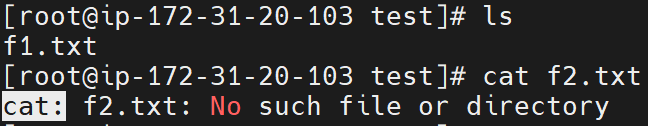 [root@ip-172-31-20-103 test]# ls
f1.txt
[root@ip-172-31-20-103 test]# cat f2.txt
cat: f2.txt: No such file or directory